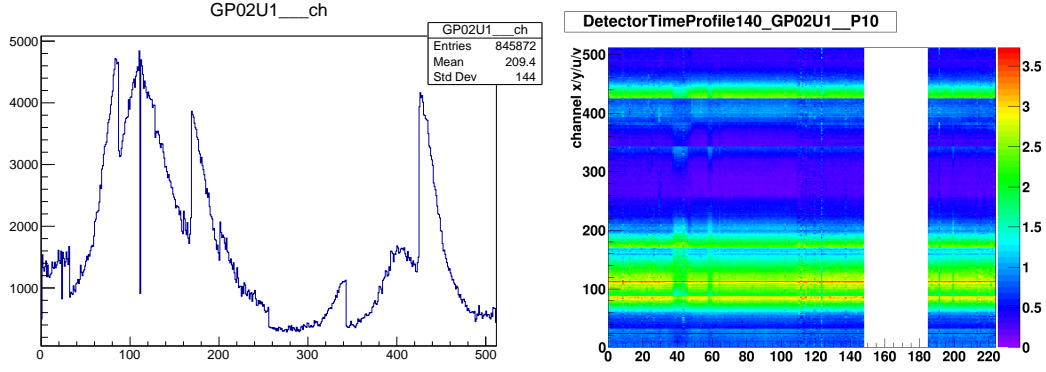 GP02U1___ch
GP02U1___ch
Entries 845872
Mean 209.4
Std Dev 144
5000
4000
3000
2000
1000
0 100 200 300 400 500
DetectorTimeProfile140_GP02U1__P10
channel x/y/u/v
500
400
300
200
100
0
0 20 40 60 80 100 120 140 160 180 200 220
3.5
3
2.5
2
1.5
1
0.5
0